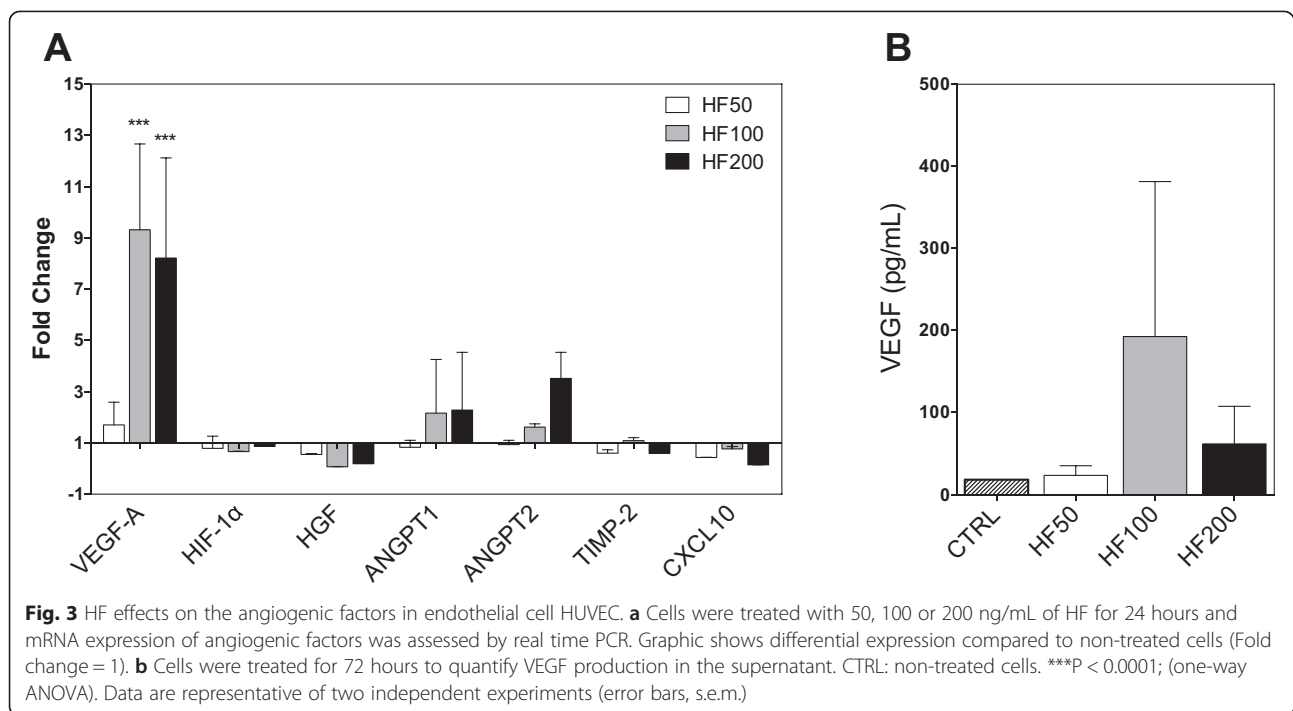 A
15
13
11
9
7
5
3
1
-1
Fold Change
***
***
HF50
HF100
HF200
VEGF-A
HIF-1α
HGF
ANGPT1
ANGPT2
TIMP-2
CXCL10
B
500
400
300
200
100
0
VEGF (pg/mL)
CTRL
HF50
HF100
HF200
Fig. 3 HF effects on the angiogenic factors in endothelial cell HUVEC. a Cells were treated with 50, 100 or 200 ng/mL of HF for 24 hours and
mRNA expression of angiogenic factors was assessed by real time PCR. Graphic shows differential expression compared to non-treated cells (Fold
change = 1). b Cells were treated for 72 hours to quantify VEGF production in the supernatant. CTRL: non-treated cells. ***P < 0.0001; (one-way
ANOVA). Data are representative of two independent experiments (error bars, s.e.m.)